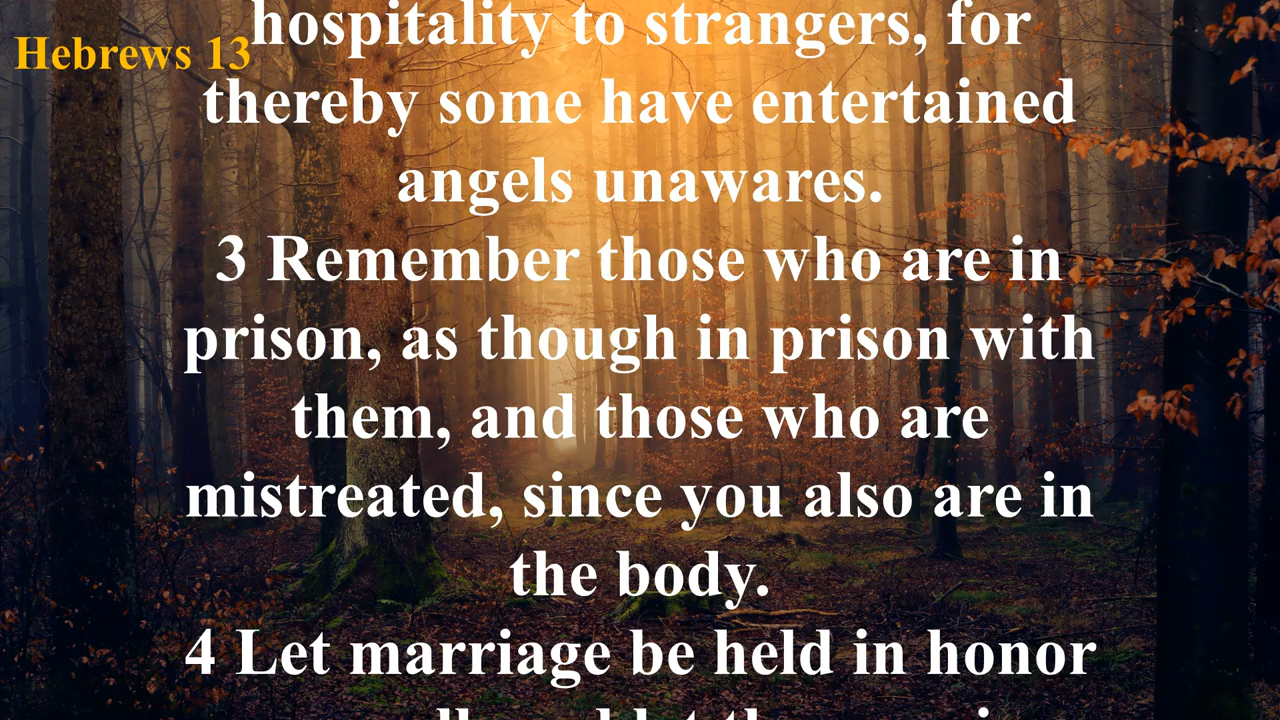 Hebrews 13
hospitality to strangers, for
thereby some have entertained
angels unawares.
3 Remember those who are in
prison, as though in prison with
them, and those who are
mistreated, since you also are in
the body.
4 Let marriage be held in honor